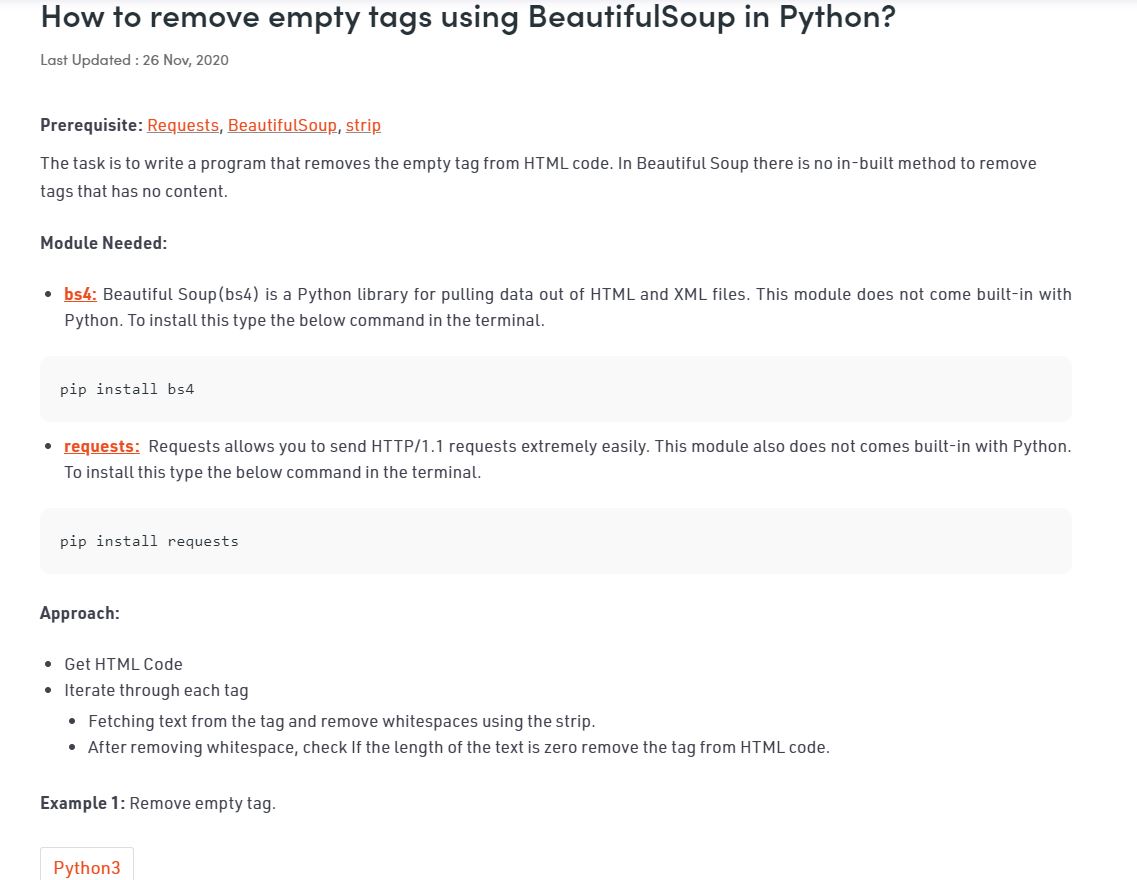 How to remove empty tags using BeautifulSoup in Python?
Last Updated : 26 Nov, 2020
Prerequisite: Requests, BeautifulSoup, strip
The task is to write a program that removes the empty tag from HTML code. In Beautiful Soup there is no in-built method to remove
tags that has no content.
Module Needed:
• bs4: Beautiful Soup(bs4) is a Python library for pulling data out of HTML and XML files. This module does not come built-in with
Python. To install this type the below command in the terminal.
pip install bs4
• requests: Requests allows you to send HTTP/1.1 requests extremely easily. This module also does not comes built-in with Python.
To install this type the below command in the terminal.
pip install requests
Approach:
• Get HTML Code
• Iterate through each tag
• Fetching text from the tag and remove whitespaces using the strip.
• After removing whitespace, check If the length of the text is zero remove the tag from HTML code.
Example 1: Remove empty tag.
Python3